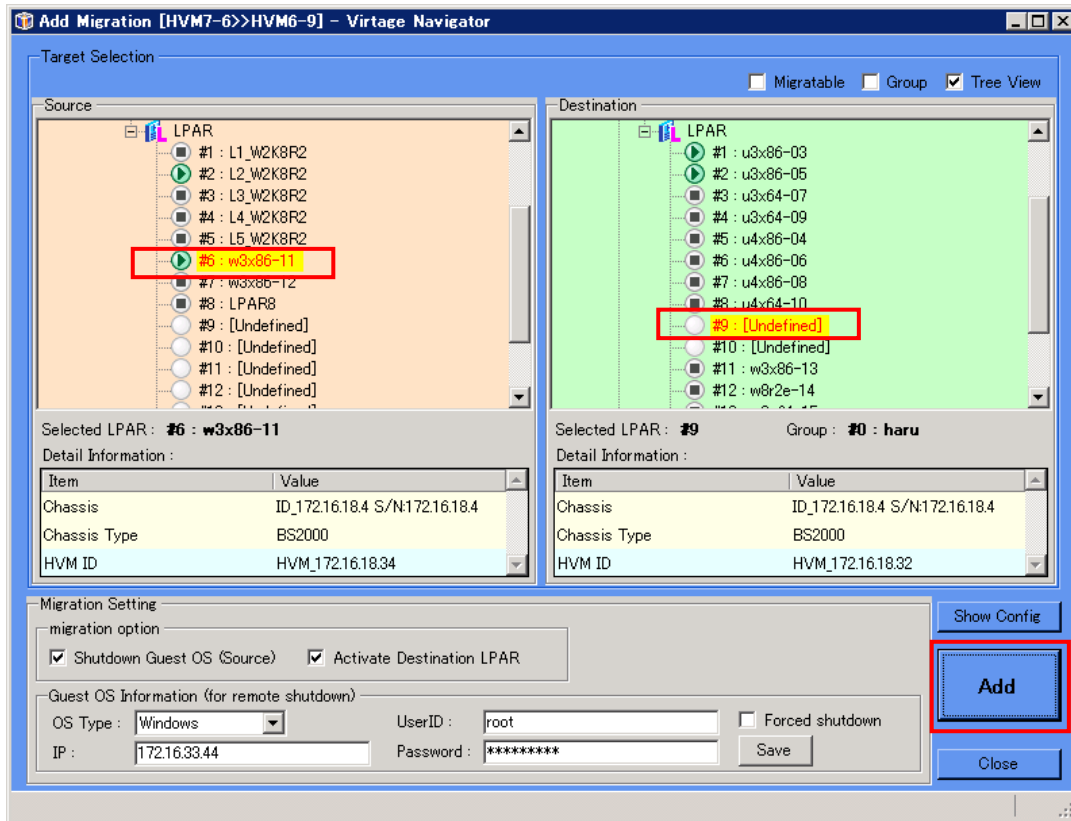 Add Migration [HVM7-6>>HVM6-9] - Virtage Navigator
Target Selection
Migratable Group Tree View
Source
LPAR
#1 : L1_W2K8R2
#2 : L2_W2K8R2
#3 : L3_W2K8R2
#4 : L4_W2K8R2
#5 : L5_W2K8R2
#6 : w3x86-11
#7 : w3x86-12
#8 : LPAR8
#9 : [Undefined]
#10 : [Undefined]
#11 : [Undefined]
#12 : [Undefined]
Selected LPAR : #6 : w3x86-11
Detail Information :
Item Value
Chassis ID_172.16.18.4 S/N:172.16.18.4
Chassis Type BS2000
HVM ID HVM_172.16.18.34
Destination
LPAR
#1 : u3x86-03
#2 : u3x86-05
#3 : u3x64-07
#4 : u3x64-09
#5 : u4x86-04
#6 : u4x86-06
#7 : u4x86-08
#8 : u4x64-10
#9 : [Undefined]
#10 : [Undefined]
#11 : w3x86-13
#12 : w8r2e-14
Selected LPAR : #9 Group : #0 : haru
Detail Information :
Item Value
Chassis ID_172.16.18.4 S/N:172.16.18.4
Chassis Type BS2000
HVM ID HVM_172.16.18.32
Migration Setting
migration option
Shutdown Guest OS (Source) Activate Destination LPAR
Guest OS Information (for remote shutdown)
OS Type : Windows UserID : root Forced shutdown
IP : 172.16.33.44 Password : ********* Save
Show Config
Add
Close